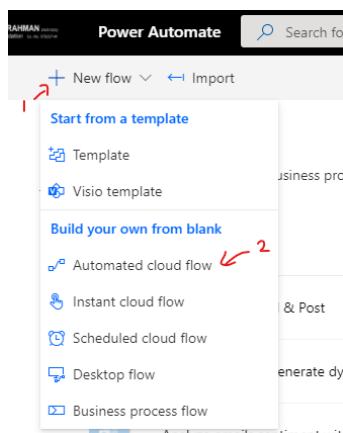 RAHMAN
Power Automate
Search fo
New flow
Import
1
Start from a template
Template
Visio template
usiness pro
Build your own from blank
Automated cloud flow
2
Instant cloud flow
& Post
Scheduled cloud flow
Desktop flow
enerate dy
Business process flow